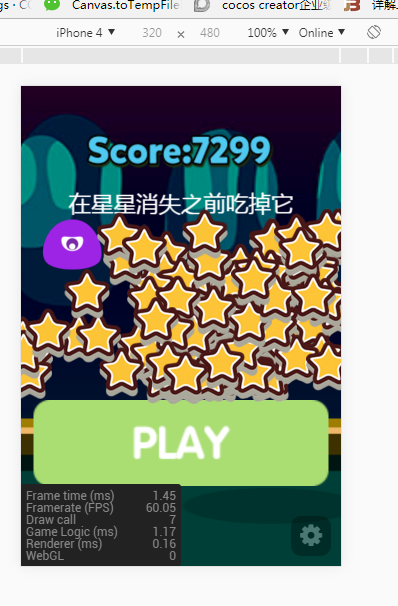 Canvas.toTempFile
cocos creator企业
详解
iPhone 4 ▼ 320 × 480 100% ▼ Online ▼
Score:7299
在星星消失之前吃掉它
PLAY
Frame time (ms) 1.45
Framerate (FPS) 60.05
Draw call 7
Game Logic (ms) 1.17
Renderer (ms) 0.16
WebGL 0